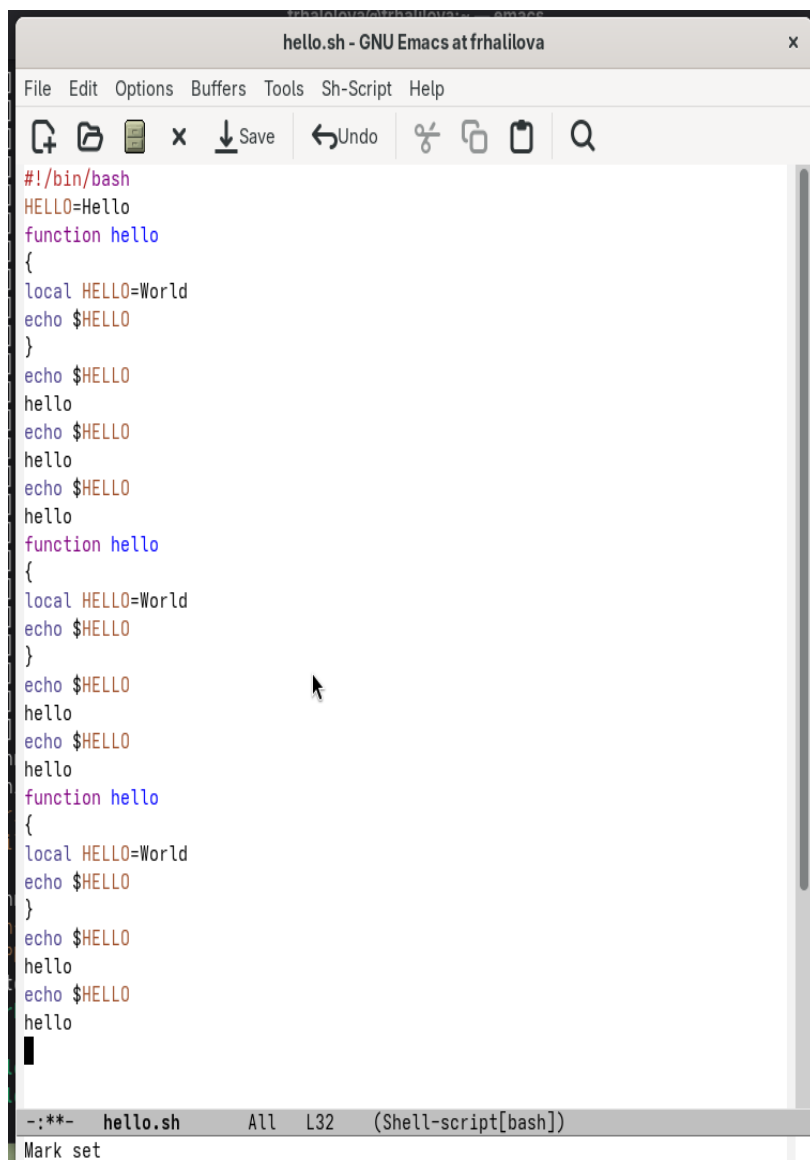 hello.sh - GNU Emacs at frhalilova ×
File Edit Options Buffers Tools Sh-Script Help
Save Undo
#!/bin/bash
HELLO=Hello
function hello
{
local HELLO=World
echo $HELLO
}
echo $HELLO
hello
echo $HELLO
hello
echo $HELLO
hello
function hello
{
local HELLO=World
echo $HELLO
}
echo $HELLO
hello
echo $HELLO
hello
function hello
{
local HELLO=World
echo $HELLO
}
echo $HELLO
hello
echo $HELLO
hello
-:**- hello.sh All L32 (Shell-script[bash])
Mark set